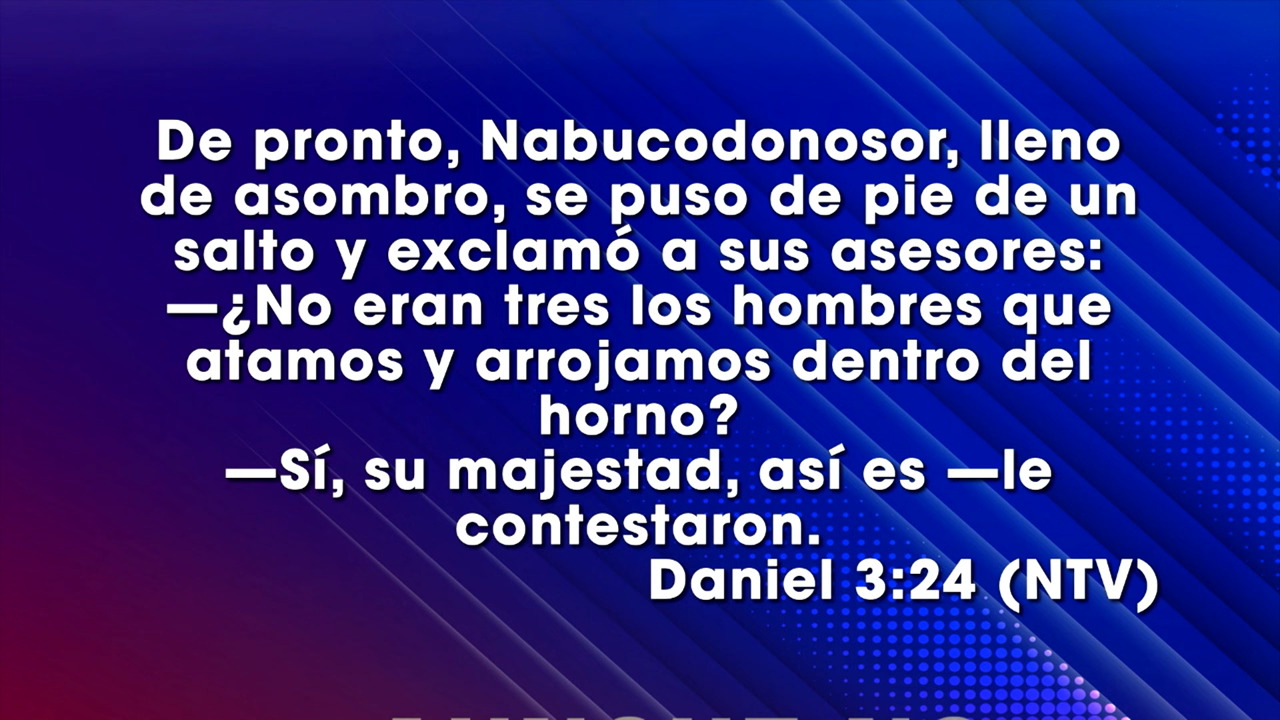 De pronto, Nabucodonosor, lleno
de asombro, se puso de pie de un
salto y exclamó a sus asesores:
—¿No eran tres los hombres que
atamos y arrojamos dentro del
horno?
—Sí, su majestad, así es —le
contestaron.
Daniel 3:24 (NTV)